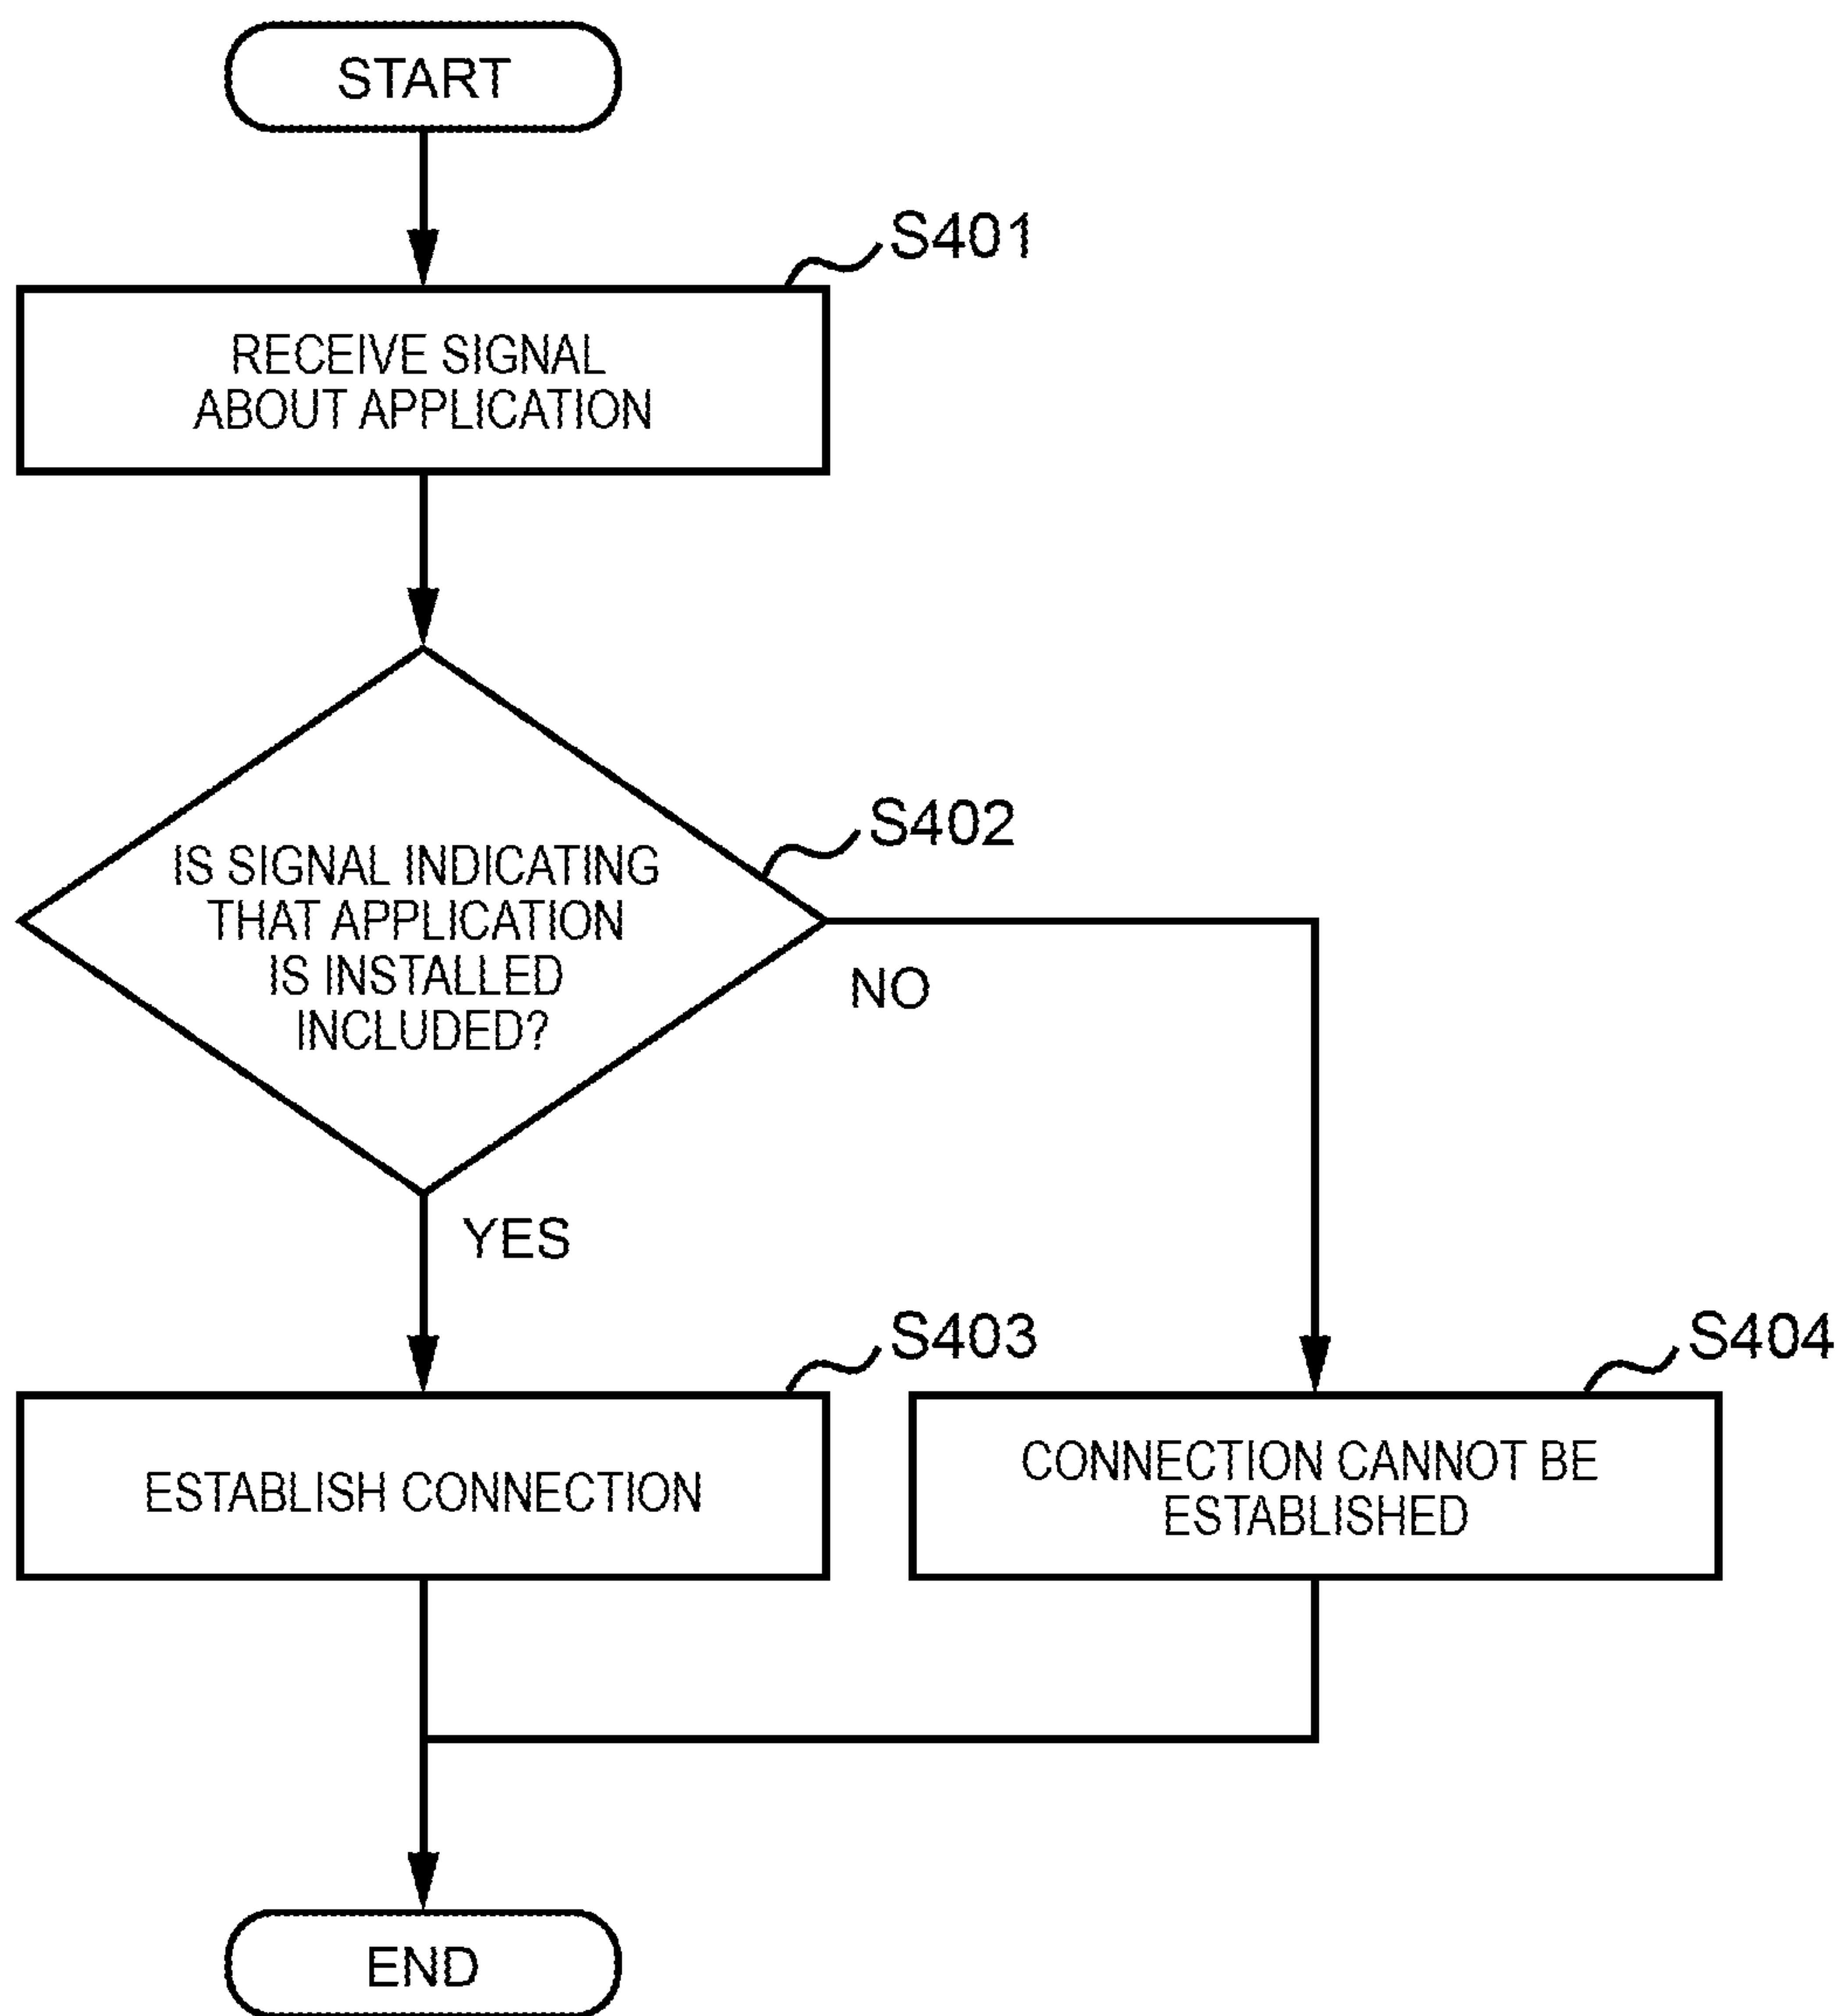 START
S401
RECEIVE SIGNAL
ABOUT APPLICATION
S402
IS SIGNAL INDICATING
THAT APPLICATION
IS INSTALLED
INCLUDED?
NO
YES
S403
ESTABLISH CONNECTION
S404
CONNECTION CANNOT BE
ESTABLISHED
END